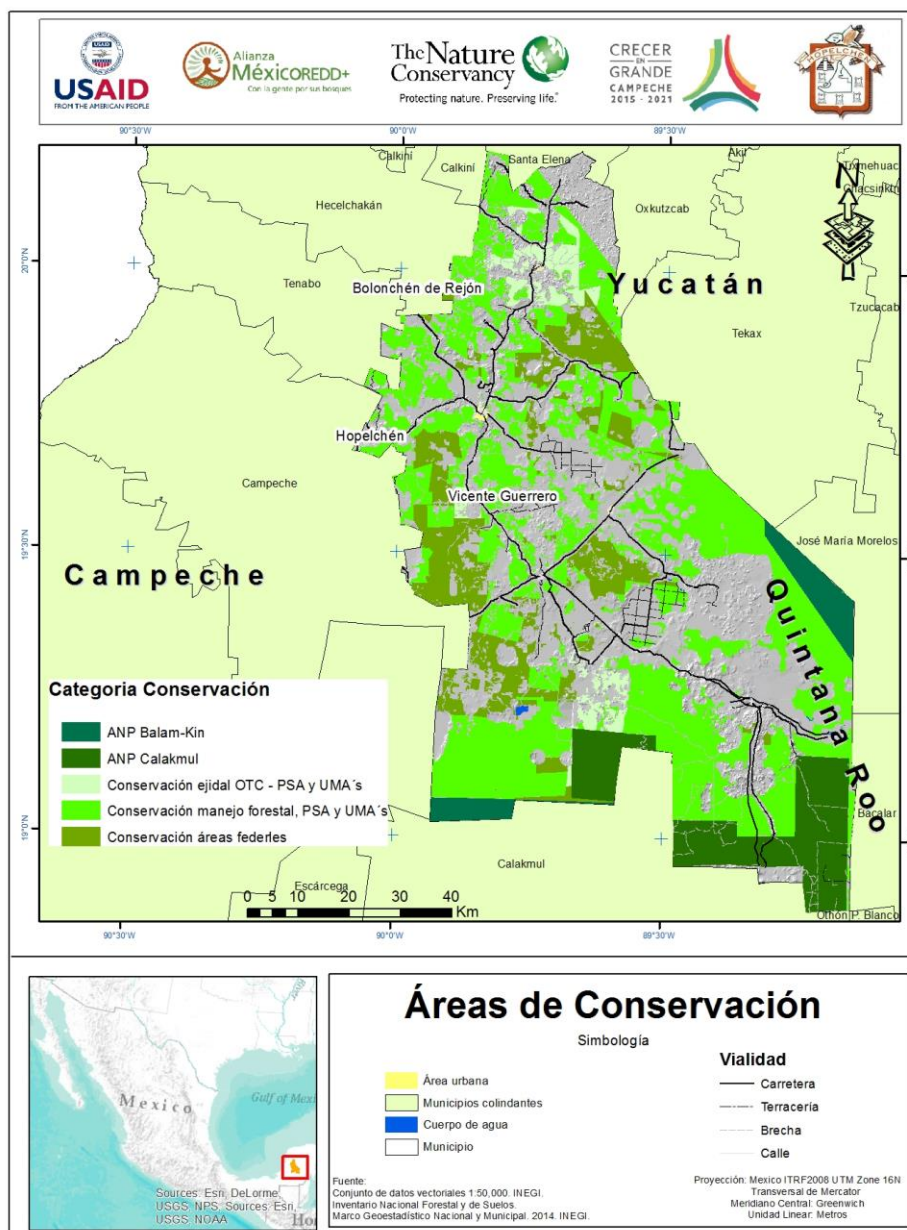 USAID
FROM THE AMERICAN PEOPLE
Alianza
MéxicoREDD+
Con la gente por sus bosques
The Nature
Conservancy
Protecting nature. Preserving life.®
CRECER
EN
GRANDE
CAMPECHE
2015 - 2021
HOPELCHEN
90°30'W
90°0'W
89°30'W
Calkiní
Calkiní
Santa Elena
Akil
N
Hecelchakán
Oxkutzcab
20°0'N
Tenabo
Bolonchén de Rejón
Yucatán
Tzucacab
Tekax
Hopelchén
Campeche
Vicente Guerrero
19°30'N
José María Morelos
Campeche
Quintana Roo
Categoria Conservación
ANP Balam-Kin
ANP Calakmul
Conservación ejidal OTC - PSA y UMA´s
Conservación manejo forestal, PSA y UMA´s
Conservación áreas federles
19°0'N
Bacalar
Calakmul
Escárcega
0 5 10 20 30 40
Km
Othón P. Blanco
90°30'W
90°0'W
89°30'W
Mexico
Gulf of Mexi
Sources: Esri, DeLorme,
USGS, NPS, Sources: Esri,
USGS, NOAA
Áreas de Conservación
Simbología
Área urbana
Municipios colindantes
Cuerpo de agua
Municipio
Vialidad
Carretera
Terracería
Brecha
Calle
Fuente:
Conjunto de datos vectoriales 1:50,000. INEGI.
Inventario Nacional Forestal y de Suelos.
Marco Geoestadístico Nacional y Municipal. 2014. INEGI.
Proyección: Mexico ITRF2008 UTM Zone 16N
Transversal de Mercator
Meridiano Central: Greenwich
Unidad Linear: Metros